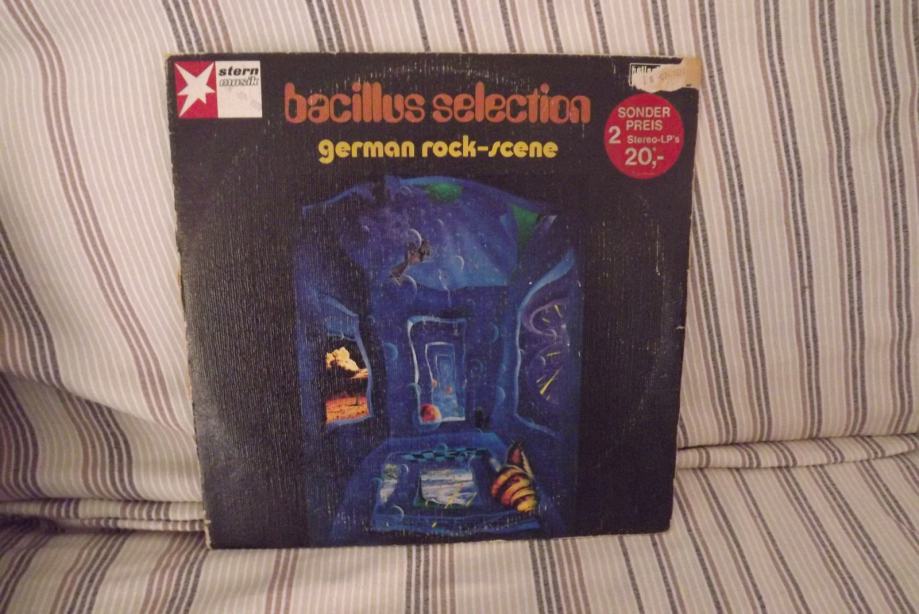 stern
musik
bacillus selection
german rock-scene
SONDER
PREIS
2 Stereo-LP's
20,-